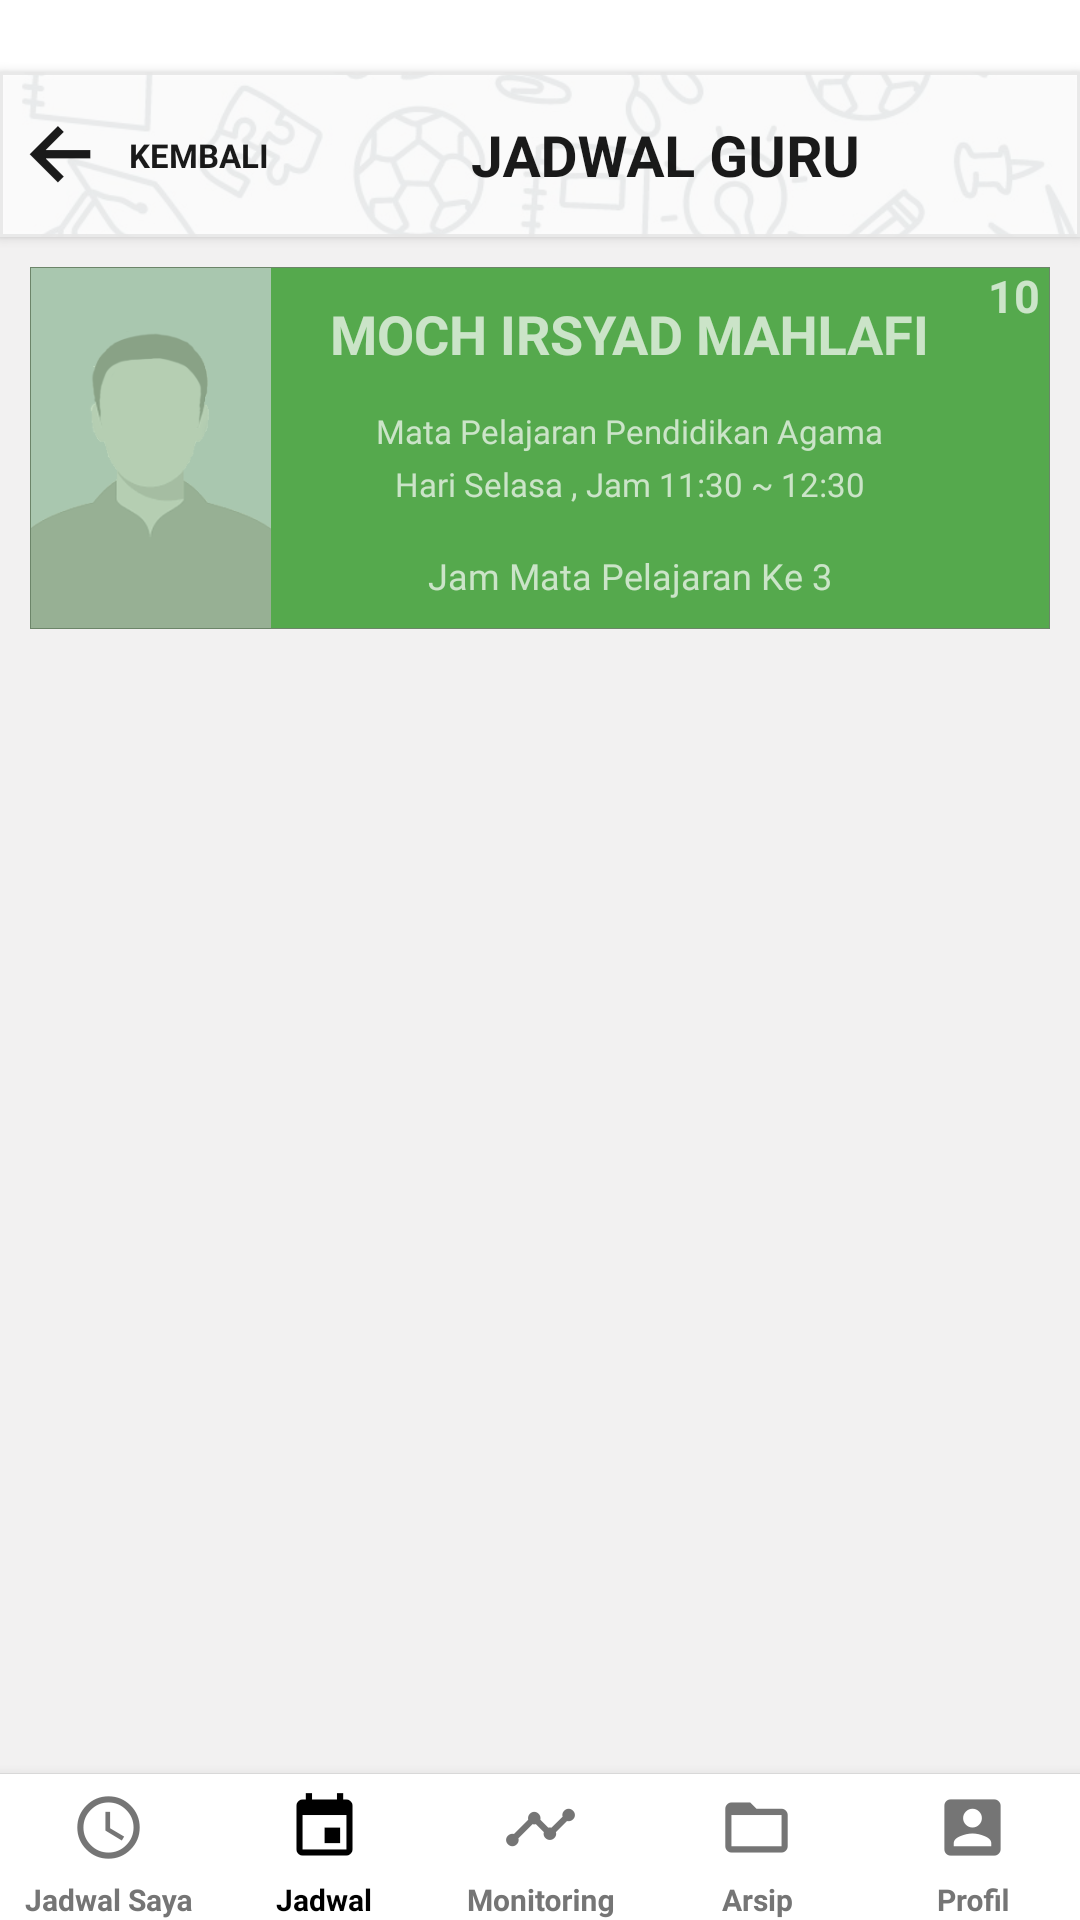 KEMBALI
JADWAL GURU
10
MOCH IRSYAD MAHLAFI
Mata Pelajaran Pendidikan Agama
Hari Selasa , Jam 11:30 ~ 12:30
Jam Mata Pelajaran Ke 3
Jadwal Saya
Jadwal
Monitoring
Arsip
Profil